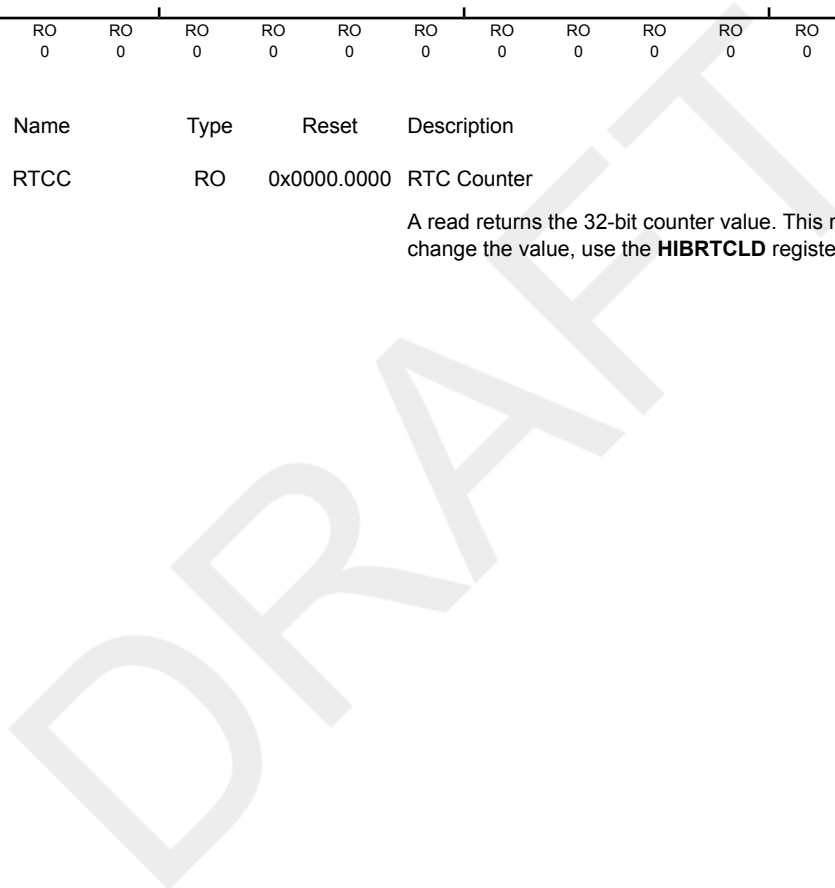 RO RO RO RO RO RO RO RO RO RO RO
0 0 0 0 0 0 0 0 0 0 0
Name Type Reset Description
RTCC RO 0x0000.0000 RTC Counter
A read returns the 32-bit counter value. This
change the value, use the HIBRTCLD
DRAFT